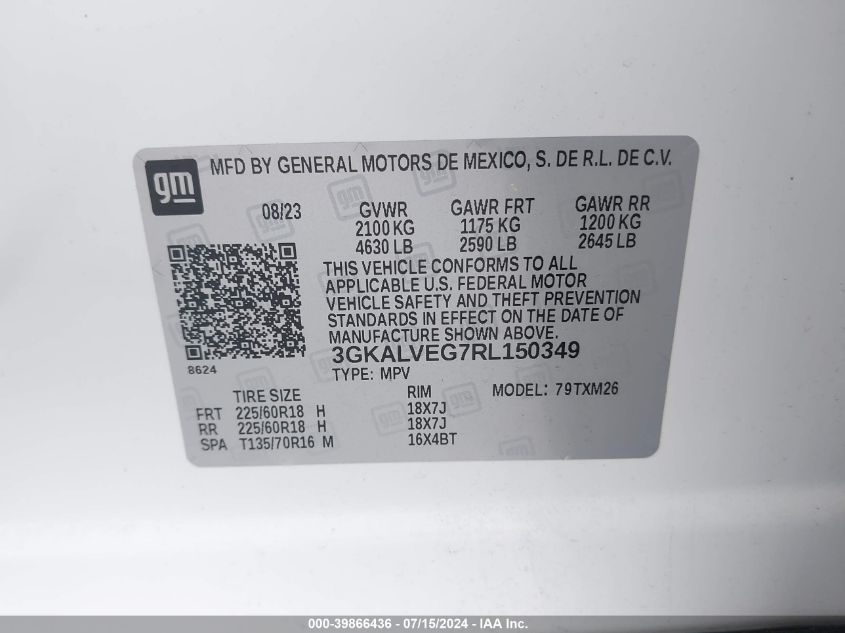 gm
MFD BY GENERAL MOTORS DE MEXICO, S. DE R.L. DE C.V.
08/23 GVWR GAWR FRT GAWR RR
2100 KG 1175 KG 1200 KG
4630 LB 2590 LB 2645 LB
THIS VEHICLE CONFORMS TO ALL
APPLICABLE U.S. FEDERAL MOTOR
VEHICLE SAFETY AND THEFT PREVENTION
STANDARDS IN EFFECT ON THE DATE OF
MANUFACTURE SHOWN ABOVE.
3GKALVEG7RL150349
8624
TYPE: MPV
TIRE SIZE RIM MODEL: 79TXM26
FRT 225/60R18 H 18X7J
RR 225/60R18 H 18X7J
SPA T135/70R16 M 16X4BT
000-39866436 - 07/15/2024 - IAA Inc.